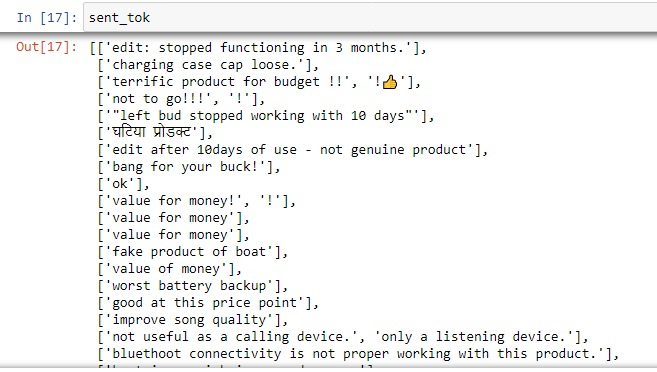 In [17]: sent_tok
Out[17]: [['edit: stopped functioning in 3 months.'],
['charging case cap loose.'],
['terrific product for budget !!', '!👍'],
['not to go!!!', '!'],
['"left bud stopped working with 10 days"'],
['घटिया प्रोडक्ट'],
['edit after 10days of use - not genuine product'],
['bang for your buck!'],
['ok'],
['value for money!', '!'],
['value for money'],
['value for money'],
['fake product of boat'],
['value of money'],
['worst battery backup'],
['good at this price point'],
['improve song quality'],
['not useful as a calling device.', 'only a listening device.'],
['bluethoot connectivity is not proper working with this product.'],